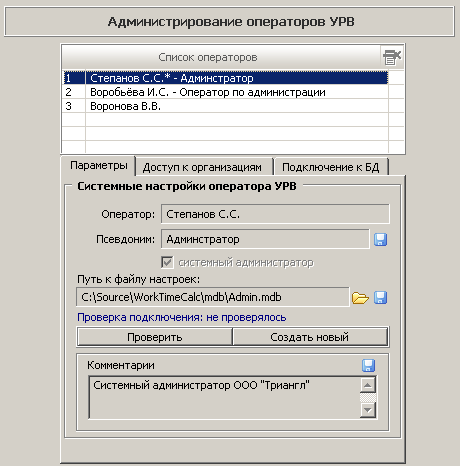 Администрирование операторов УРВ
Список операторов
1 Степанов С.С.* - Админстратор
2 Воробьёва И.С. - Оператор по администрации
3 Воронова В.В.
Параметры Доступ к организациям Подключение к БД
Системные настройки оператора УРВ
Оператор: Степанов С.С.
Псевдоним: Админстратор
системный администратор
Путь к файлу настроек:
C:\Source\WorkTimeCalc\mdb\Admin.mdb
Проверка подключения: не проверялось
Проверить Создать новый
Комментарии
Системный администратор ООО "Триангл"